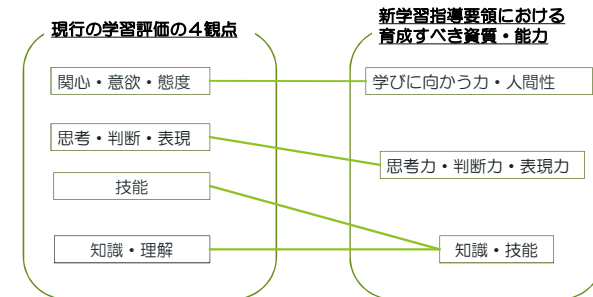 現行の学習評価の4観点
関心・意欲・態度
思考・判断・表現
技能
知識・理解
新学習指導要領における
育成すべき資質・能力
学びに向かう力・人間性
思考力・判断力・表現力
知識・技能